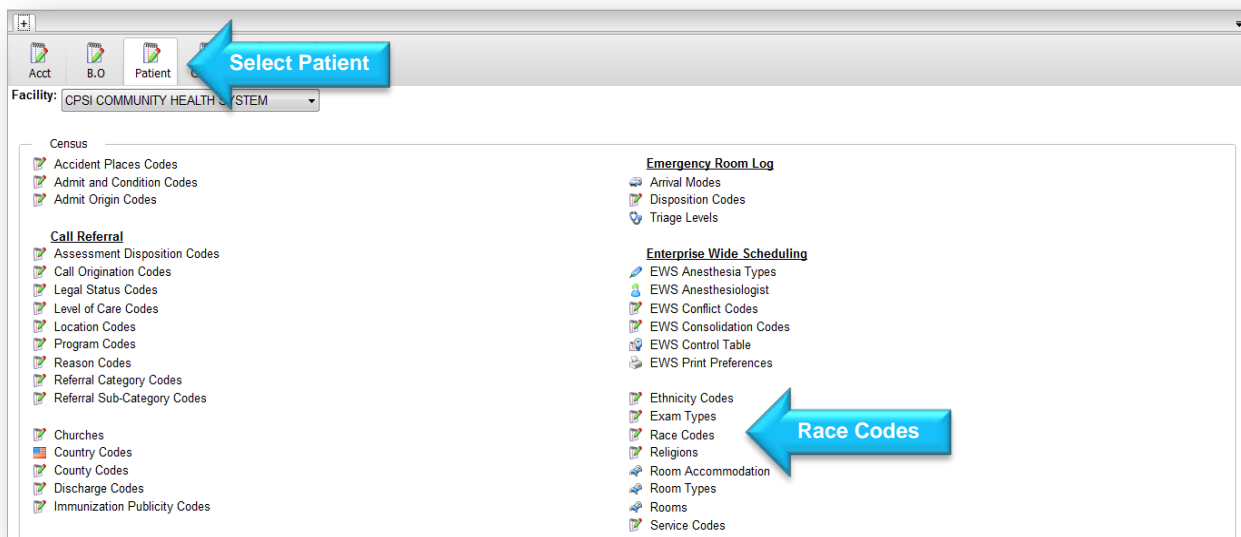 Acct
B.O
Patient
Select Patient
Facility: CPSI COMMUNITY HEALTH SYSTEM
Census
Accident Places Codes
Admit and Condition Codes
Admit Origin Codes
Call Referral
Assessment Disposition Codes
Call Origination Codes
Legal Status Codes
Level of Care Codes
Location Codes
Program Codes
Reason Codes
Referral Category Codes
Referral Sub-Category Codes
Churches
Country Codes
County Codes
Discharge Codes
Immunization Publicity Codes
Emergency Room Log
Arrival Modes
Disposition Codes
Triage Levels
Enterprise Wide Scheduling
EWS Anesthesia Types
EWS Anesthesiologist
EWS Conflict Codes
EWS Consolidation Codes
EWS Control Table
EWS Print Preferences
Ethnicity Codes
Exam Types
Race Codes
Religions
Room Accommodation
Room Types
Rooms
Service Codes
Race Codes